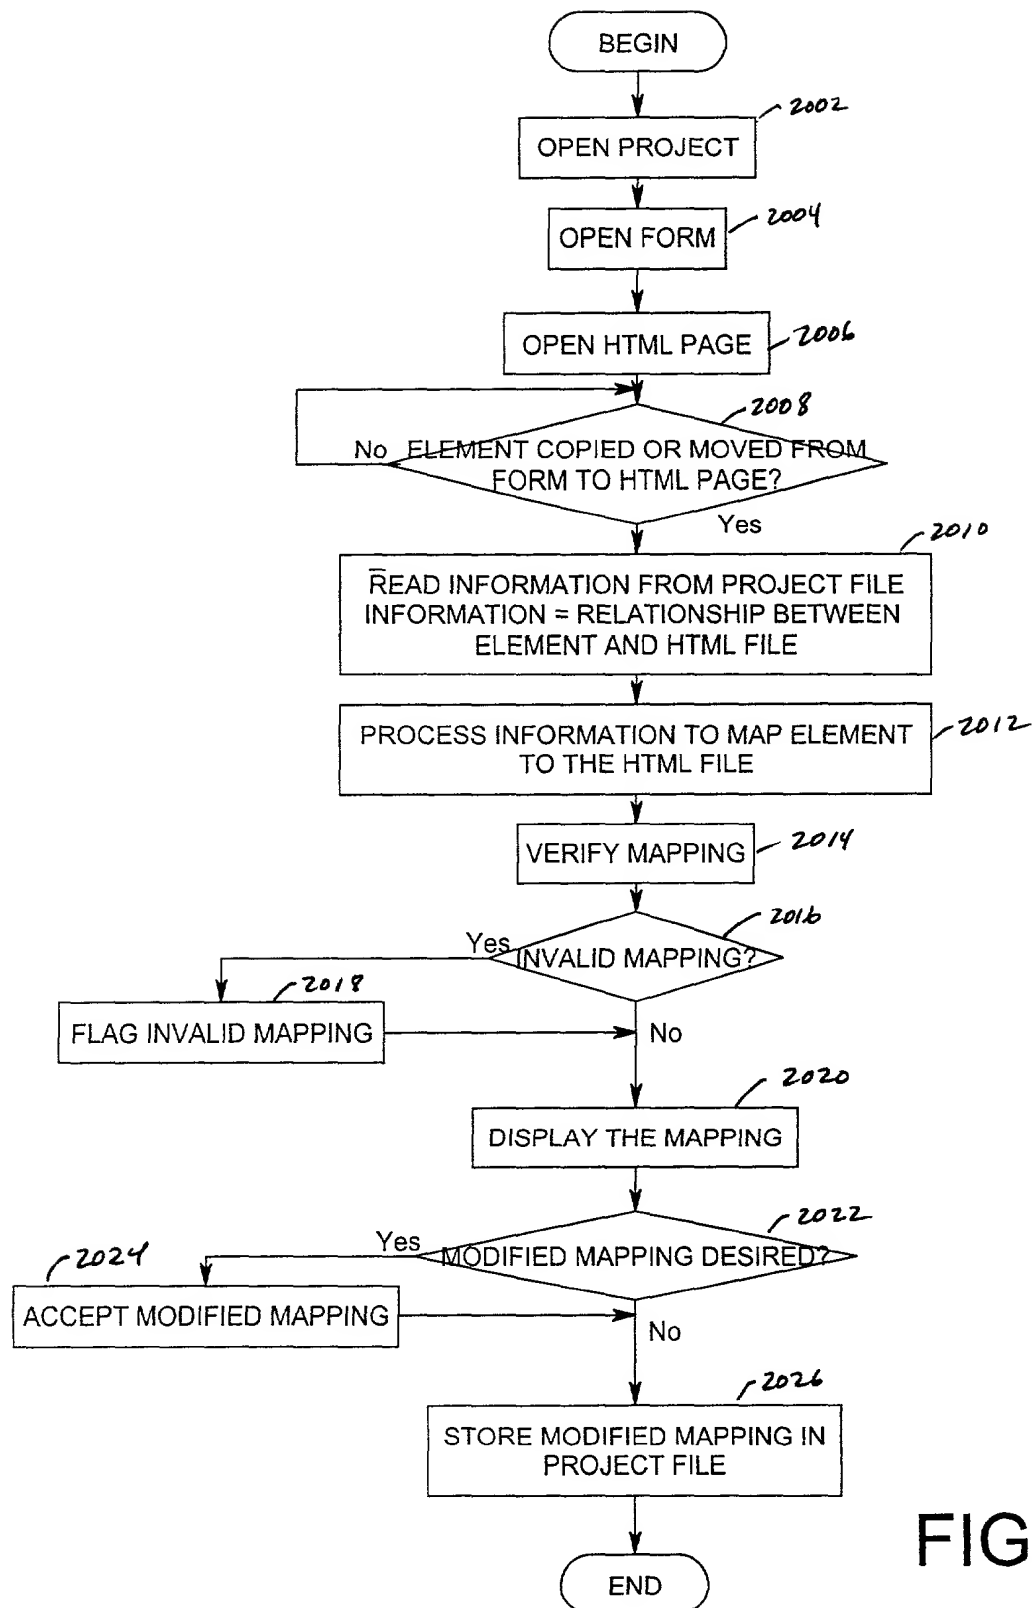 BEGIN
2002
OPEN PROJECT
2004
OPEN FORM
2006
OPEN HTML PAGE
2008
No
ELEMENT COPIED OR MOVED FROM
FORM TO HTML PAGE?
Yes
2010
READ INFORMATION FROM PROJECT FILE
INFORMATION = RELATIONSHIP BETWEEN
ELEMENT AND HTML FILE
2012
PROCESS INFORMATION TO MAP ELEMENT
TO THE HTML FILE
2014
VERIFY MAPPING
2016
Yes
INVALID MAPPING?
2018
FLAG INVALID MAPPING
No
2020
DISPLAY THE MAPPING
2022
Yes
MODIFIED MAPPING DESIRED?
2024
ACCEPT MODIFIED MAPPING
No
2026
STORE MODIFIED MAPPING IN
PROJECT FILE
FIG
END